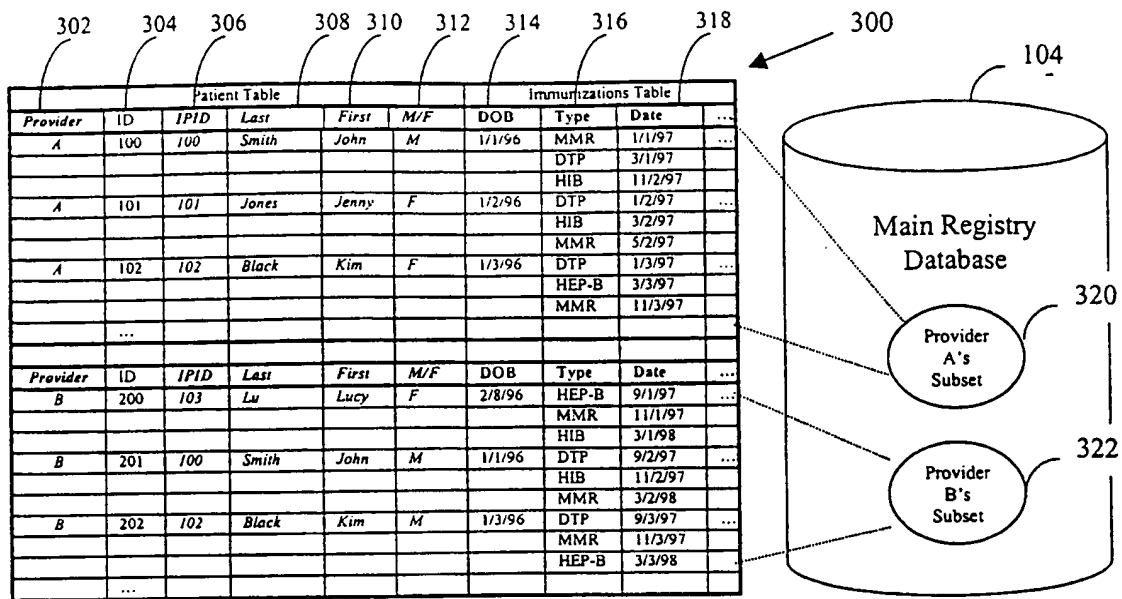 302 304 306 308 310 312 314 316 318 300
104
Patient Table Immunizations Table
Provider ID IPID Last First M/F DOB Type Date ...
A 100 100 Smith John M 1/1/96 MMR 1/1/97 ...
DTP 3/1/97
HIB 11/2/97
A 101 101 Jones Jenny F 1/2/96 DTP 1/2/97 ...
HIB 3/2/97
MMR 5/2/97
A 102 102 Black Kim F 1/3/96 DTP 1/3/97 ...
HEP-B 3/3/97
MMR 11/3/97
...
Provider ID IPID Last First M/F DOB Type Date ...
B 200 103 Lu Lucy F 2/8/96 HEP-B 9/1/97 ...
MMR 11/1/97
HIB 3/1/98
B 201 100 Smith John M 1/1/96 DTP 9/2/97 ...
HIB 11/2/97
MMR 3/2/98
B 202 102 Black Kim M 1/3/96 DTP 9/3/97 ...
MMR 11/3/97
HEP-B 3/3/98
...
Main Registry
Database
320
Provider
A's
Subset
322
Provider
B's
Subset